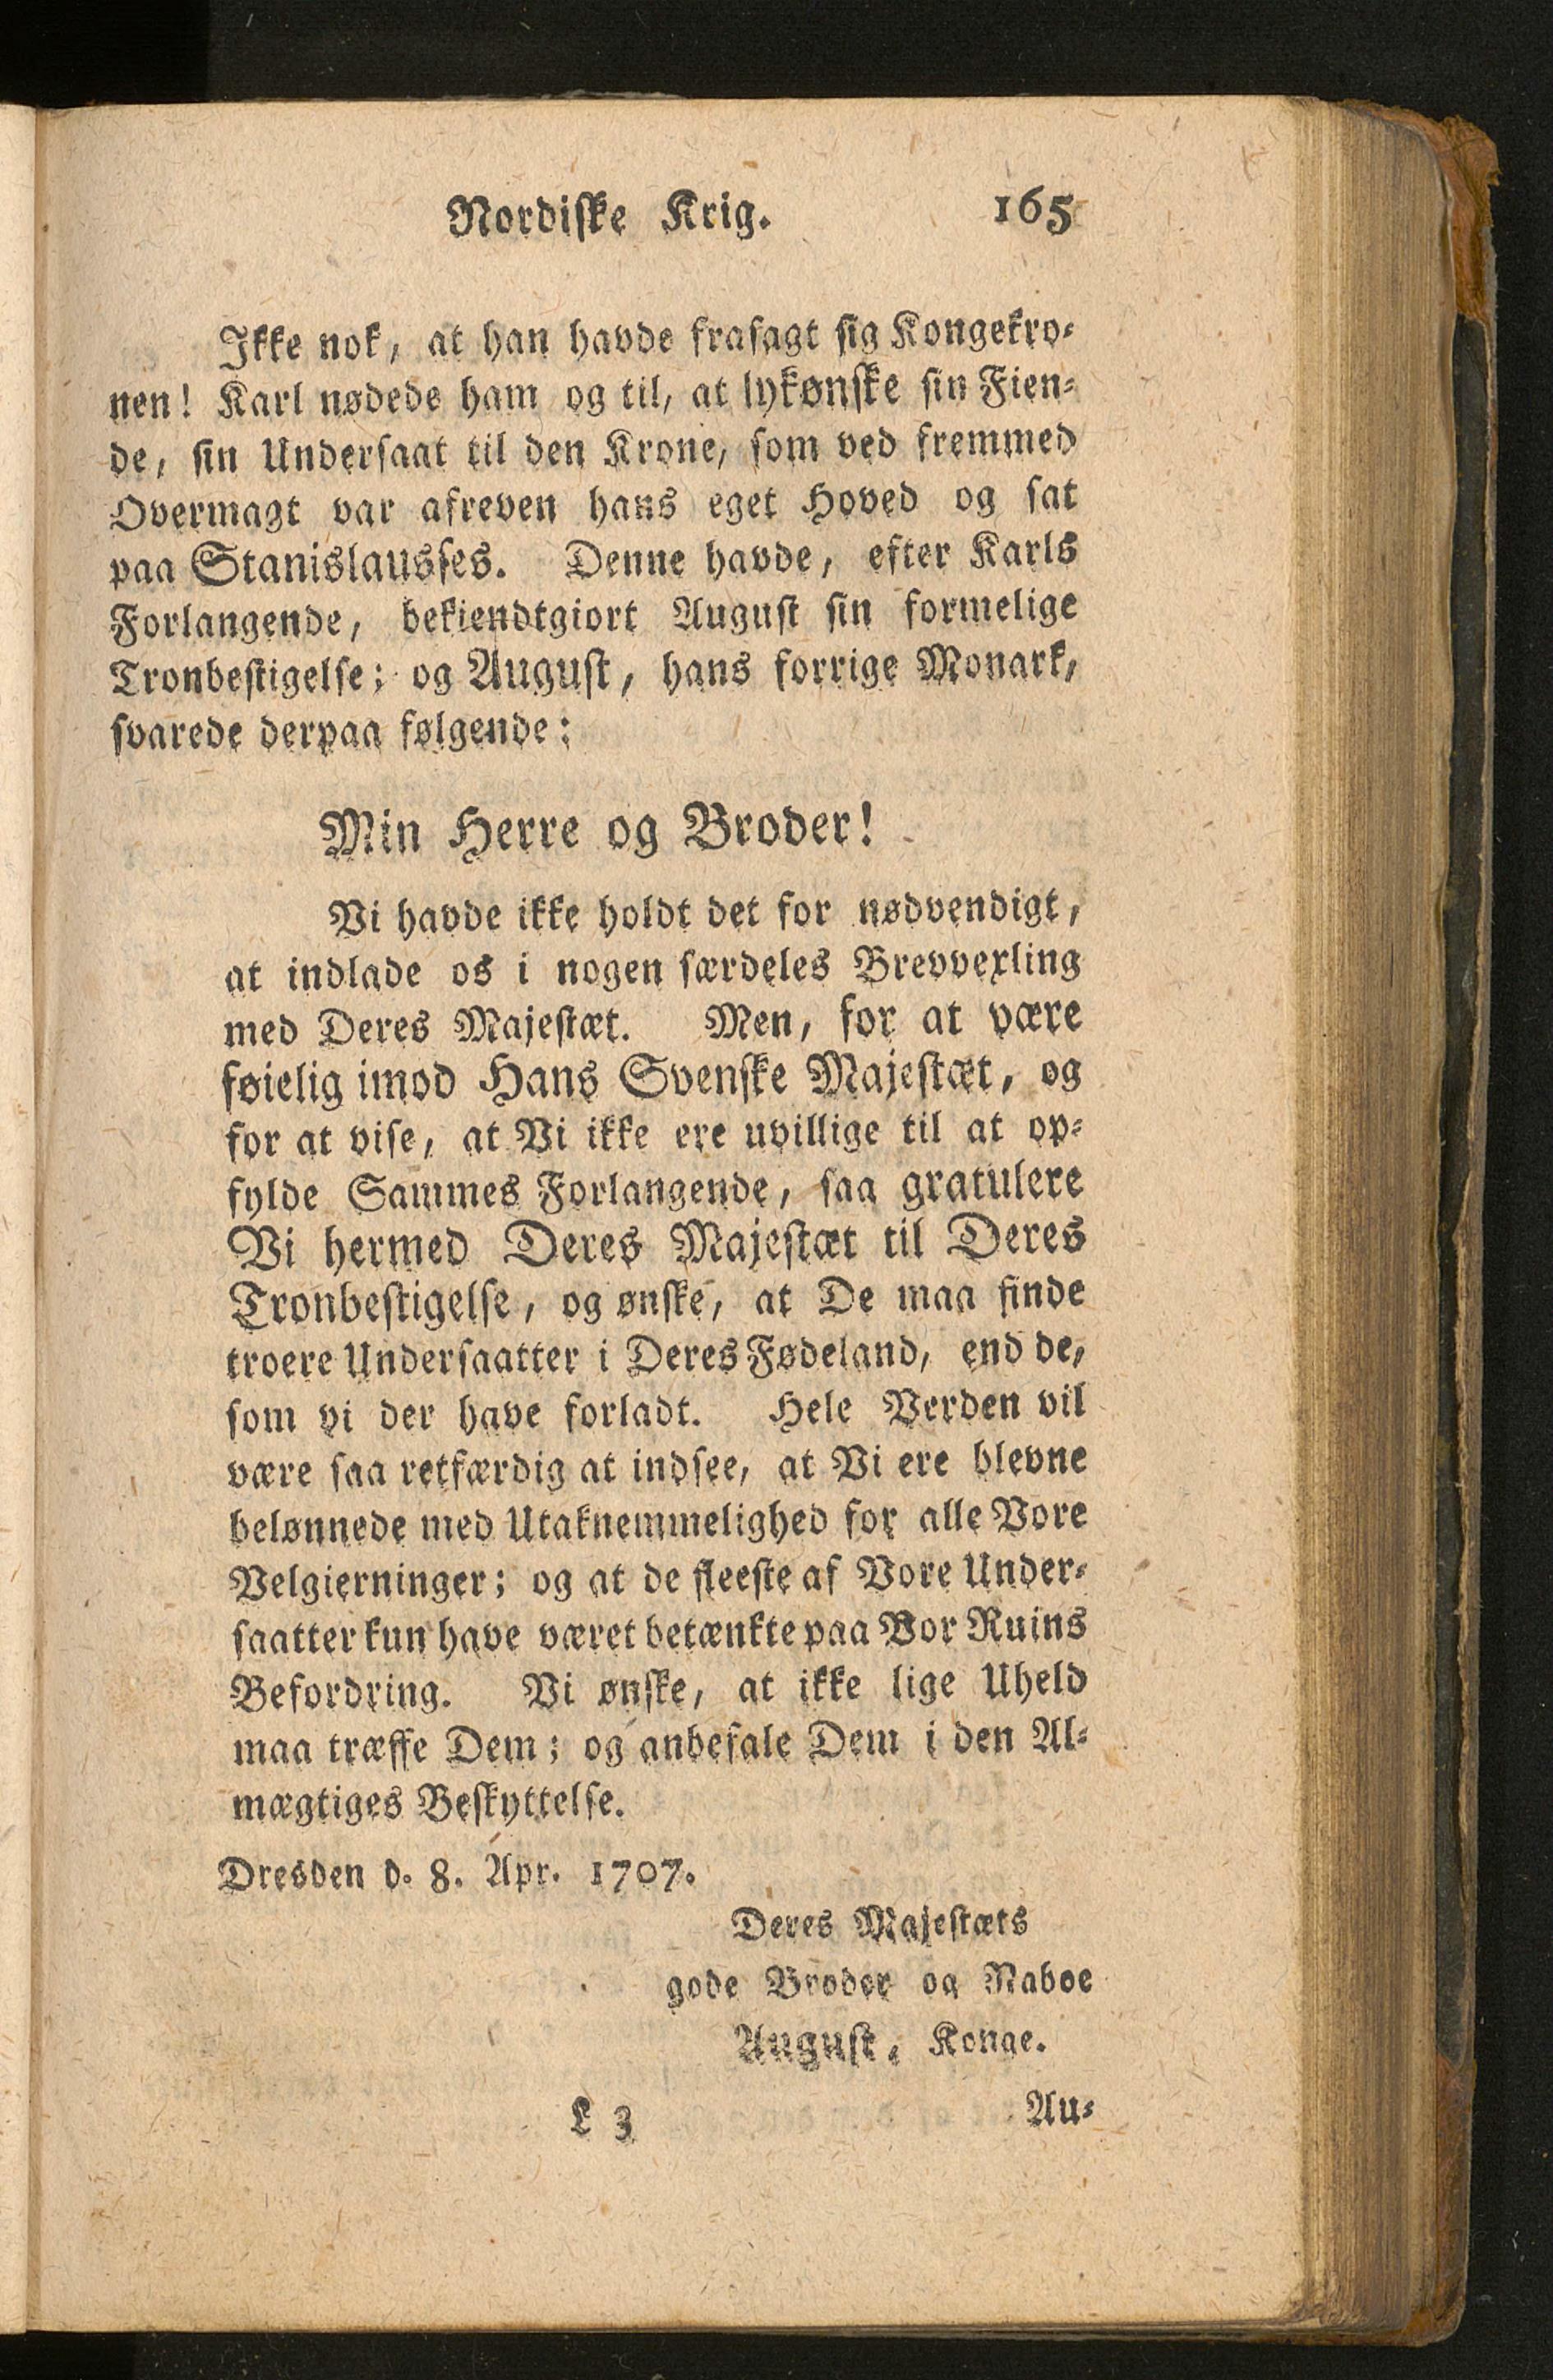 Nordiske Krig. 165
Ikke nok, at han havde frasagt sig Kongekro-
nen! Karl nødede ham og til, at lykønske sin Fien-
de, sin Undersaat til den Krone, som ved fremmed
Overmagt var afreven hans eget Hoved og sat
paa Stanislausses. Denne havde, efter Karls
Forlangende, bekiendtgiort August sin formelige
Tronbestigelse; og August, hans forrige Monark,
svarede derpaa følgende:
Min Herre og Broder!
Vi havde ikke holdt det for nødvendigt,
at indlade os i nogen særdeles Brevvexling
med Deres Majestæt. Men, for at være
føielig imod Hans Svenske Majestæt, og
for at vise, at Vi ikke ere uvillige til at op-
fylde Sammes Forlangende, saa gratulere
Vi hermed Deres Majestæt til Deres
Tronbestigelse, og ønske, at De maa finde
troere Undersaatter i Deres Fødeland, end de,
som vi der have forladt. Hele Verden vil
være saa retfærdig at indsee, at Vi ere blevne
belønnede med Utaknemmelighed for alle Vore
Velgierninger; og at de fleeste af Vore Under-
saatter kun have været betænkte paa Vor Ruins
Befordring. Vi ønske, at ikke lige Uheld
maa træffe Dem; og anbefale Dem i den Al-
mægtiges Beskyttelse.
Dresden d. 8. Apr. 1707.
Deres Majestæts
gode Broder og Naboe
August, Konge.
L 3 Au-